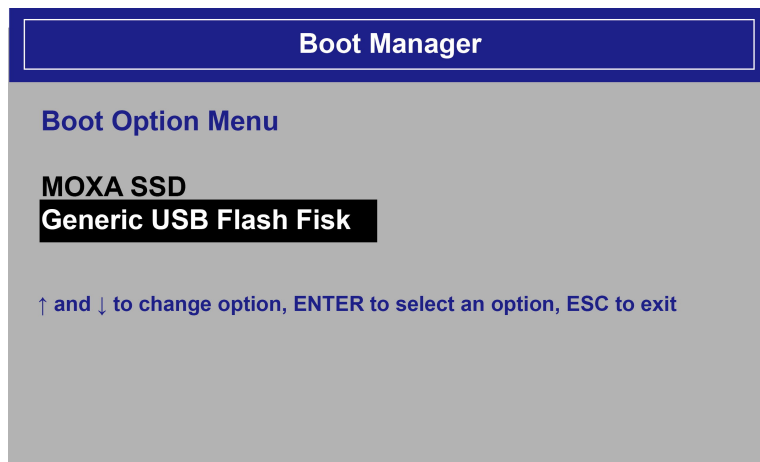 Boot Manager
Boot Option Menu
MOXA SSD
Generic USB Flash Fisk
↑ and ↓ to change option, ENTER to select an option, ESC to exit